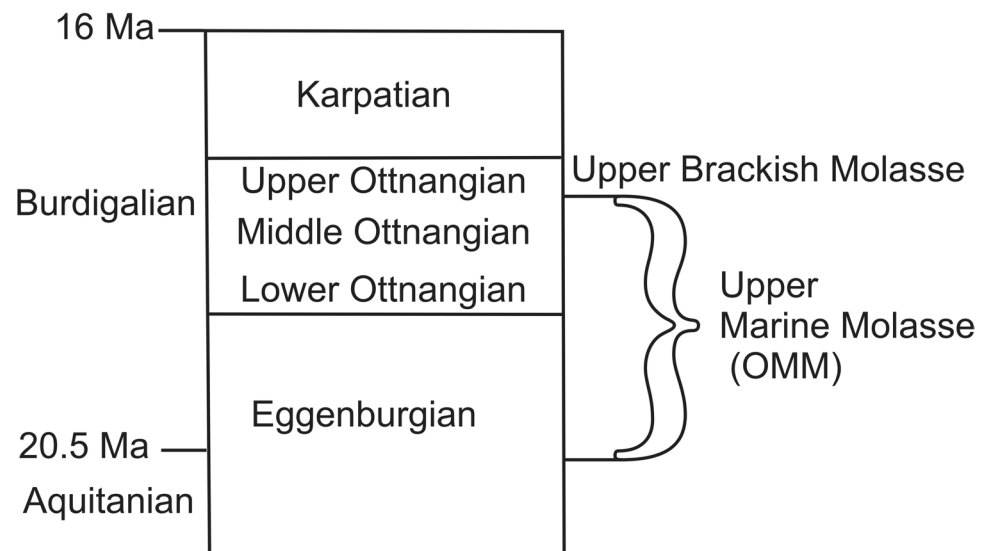 16 Ma
Karpatian
Upper Ottnangian
Upper Brackish Molasse
Burdigalian
Middle Ottnangian
Lower Ottnangian
Upper
Marine Molasse
(OMM)
Eggenburgian
20.5 Ma
Aquitanian